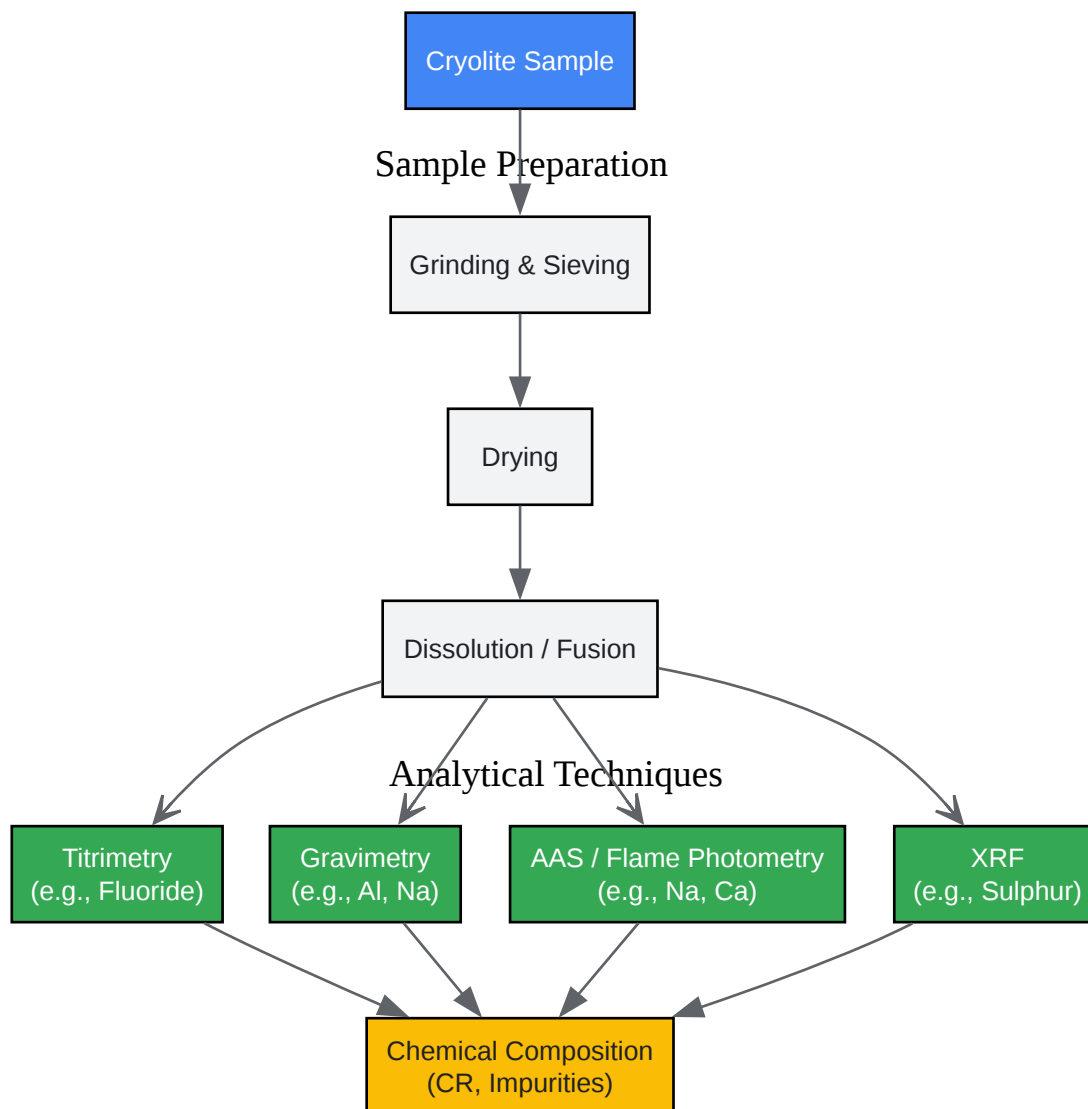 Cryolite Sample
Sample Preparation
Grinding & Sieving
Drying
Dissolution / Fusion
Analytical Techniques
Titrimetry
(e.g., Fluoride)
Gravimetry
(e.g., Al, Na)
AAS / Flame Photometry
(e.g., Na, Ca)
XRF
(e.g., Sulphur)
Chemical Composition
(CR, Impurities)